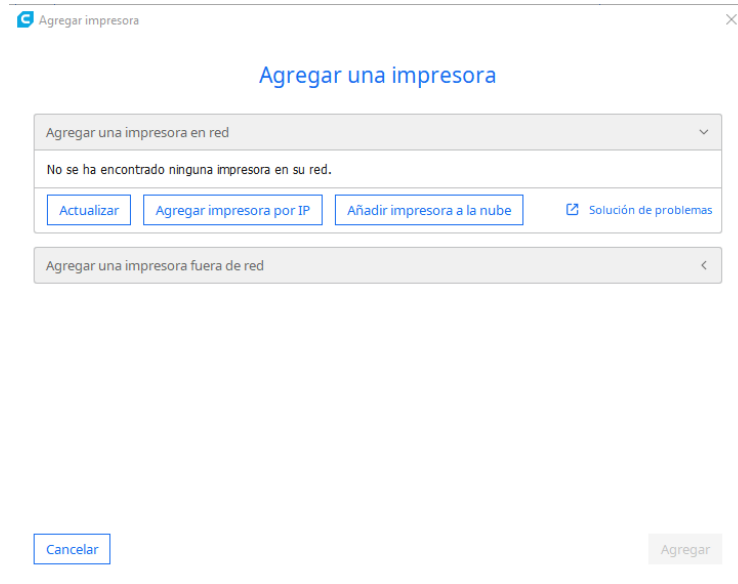 Agregar impresora
Agregar una impresora
Agregar una impresora en red
No se ha encontrado ninguna impresora en su red.
Actualizar
Agregar impresora por IP
Añadir impresora a la nube
Solución de problemas
Agregar una impresora fuera de red
Cancelar
Agregar